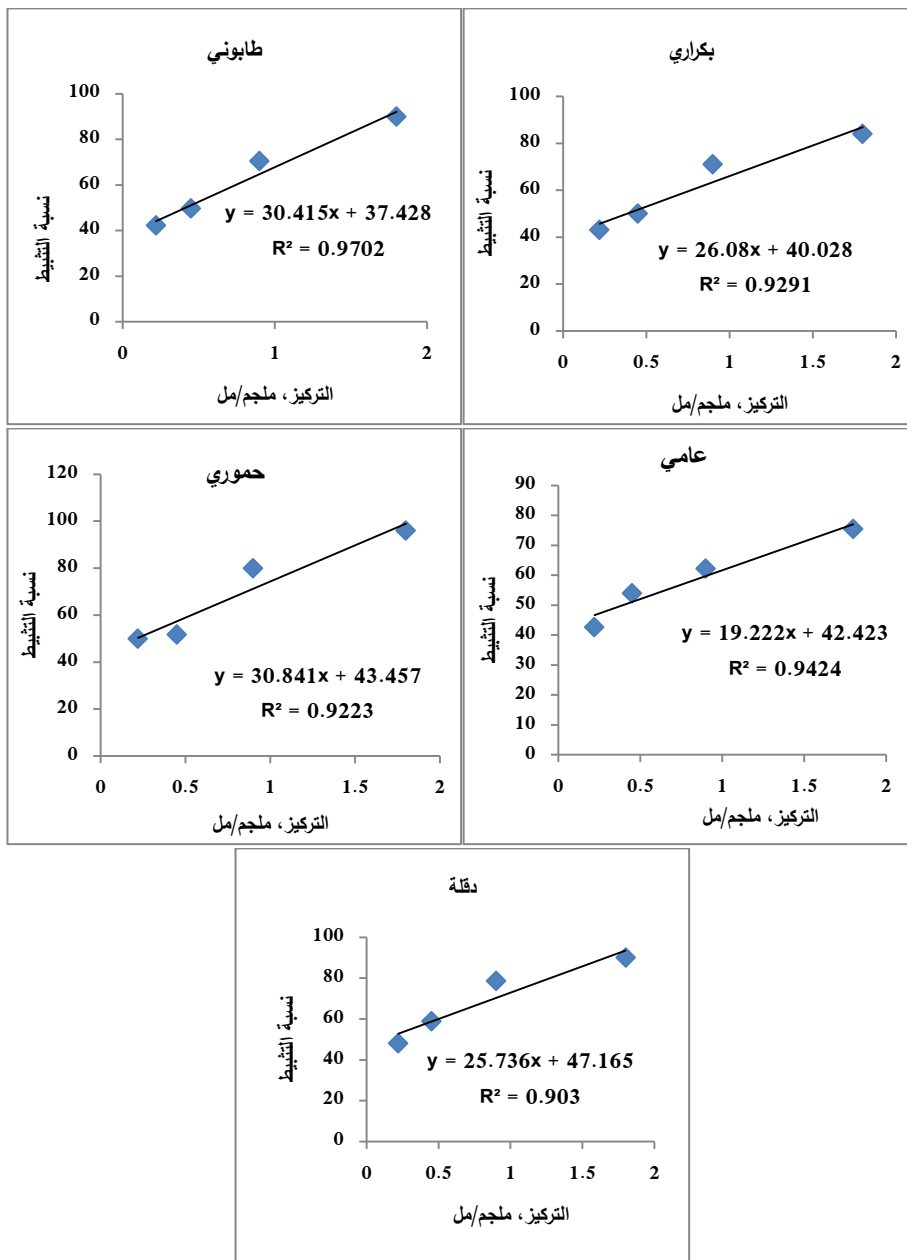 طابوني
100
80
60
40
20
0
0
1
2
نسبة التثبيط
y = 30.415x + 37.428
R² = 0.9702
التركيز، ملجم/مل
بكراري
100
80
60
40
20
0
0
0.5
1
1.5
2
نسبة التثبيط
y = 26.08x + 40.028
R² = 0.9291
التركيز، ملجم/مل
حموري
120
100
80
60
40
20
0
0
0.5
1
1.5
2
نسبة التثبيط
y = 30.841x + 43.457
R² = 0.9223
التركيز، ملجم/مل
عامي
90
80
70
60
50
40
30
20
10
0
0
0.5
1
1.5
2
نسبة التثبيط
y = 19.222x + 42.423
R² = 0.9424
التركيز، ملجم/مل
دقلة
100
80
60
40
20
0
0
0.5
1
1.5
2
نسبة التثبيط
y = 25.736x + 47.165
R² = 0.903
التركيز، ملجم/مل